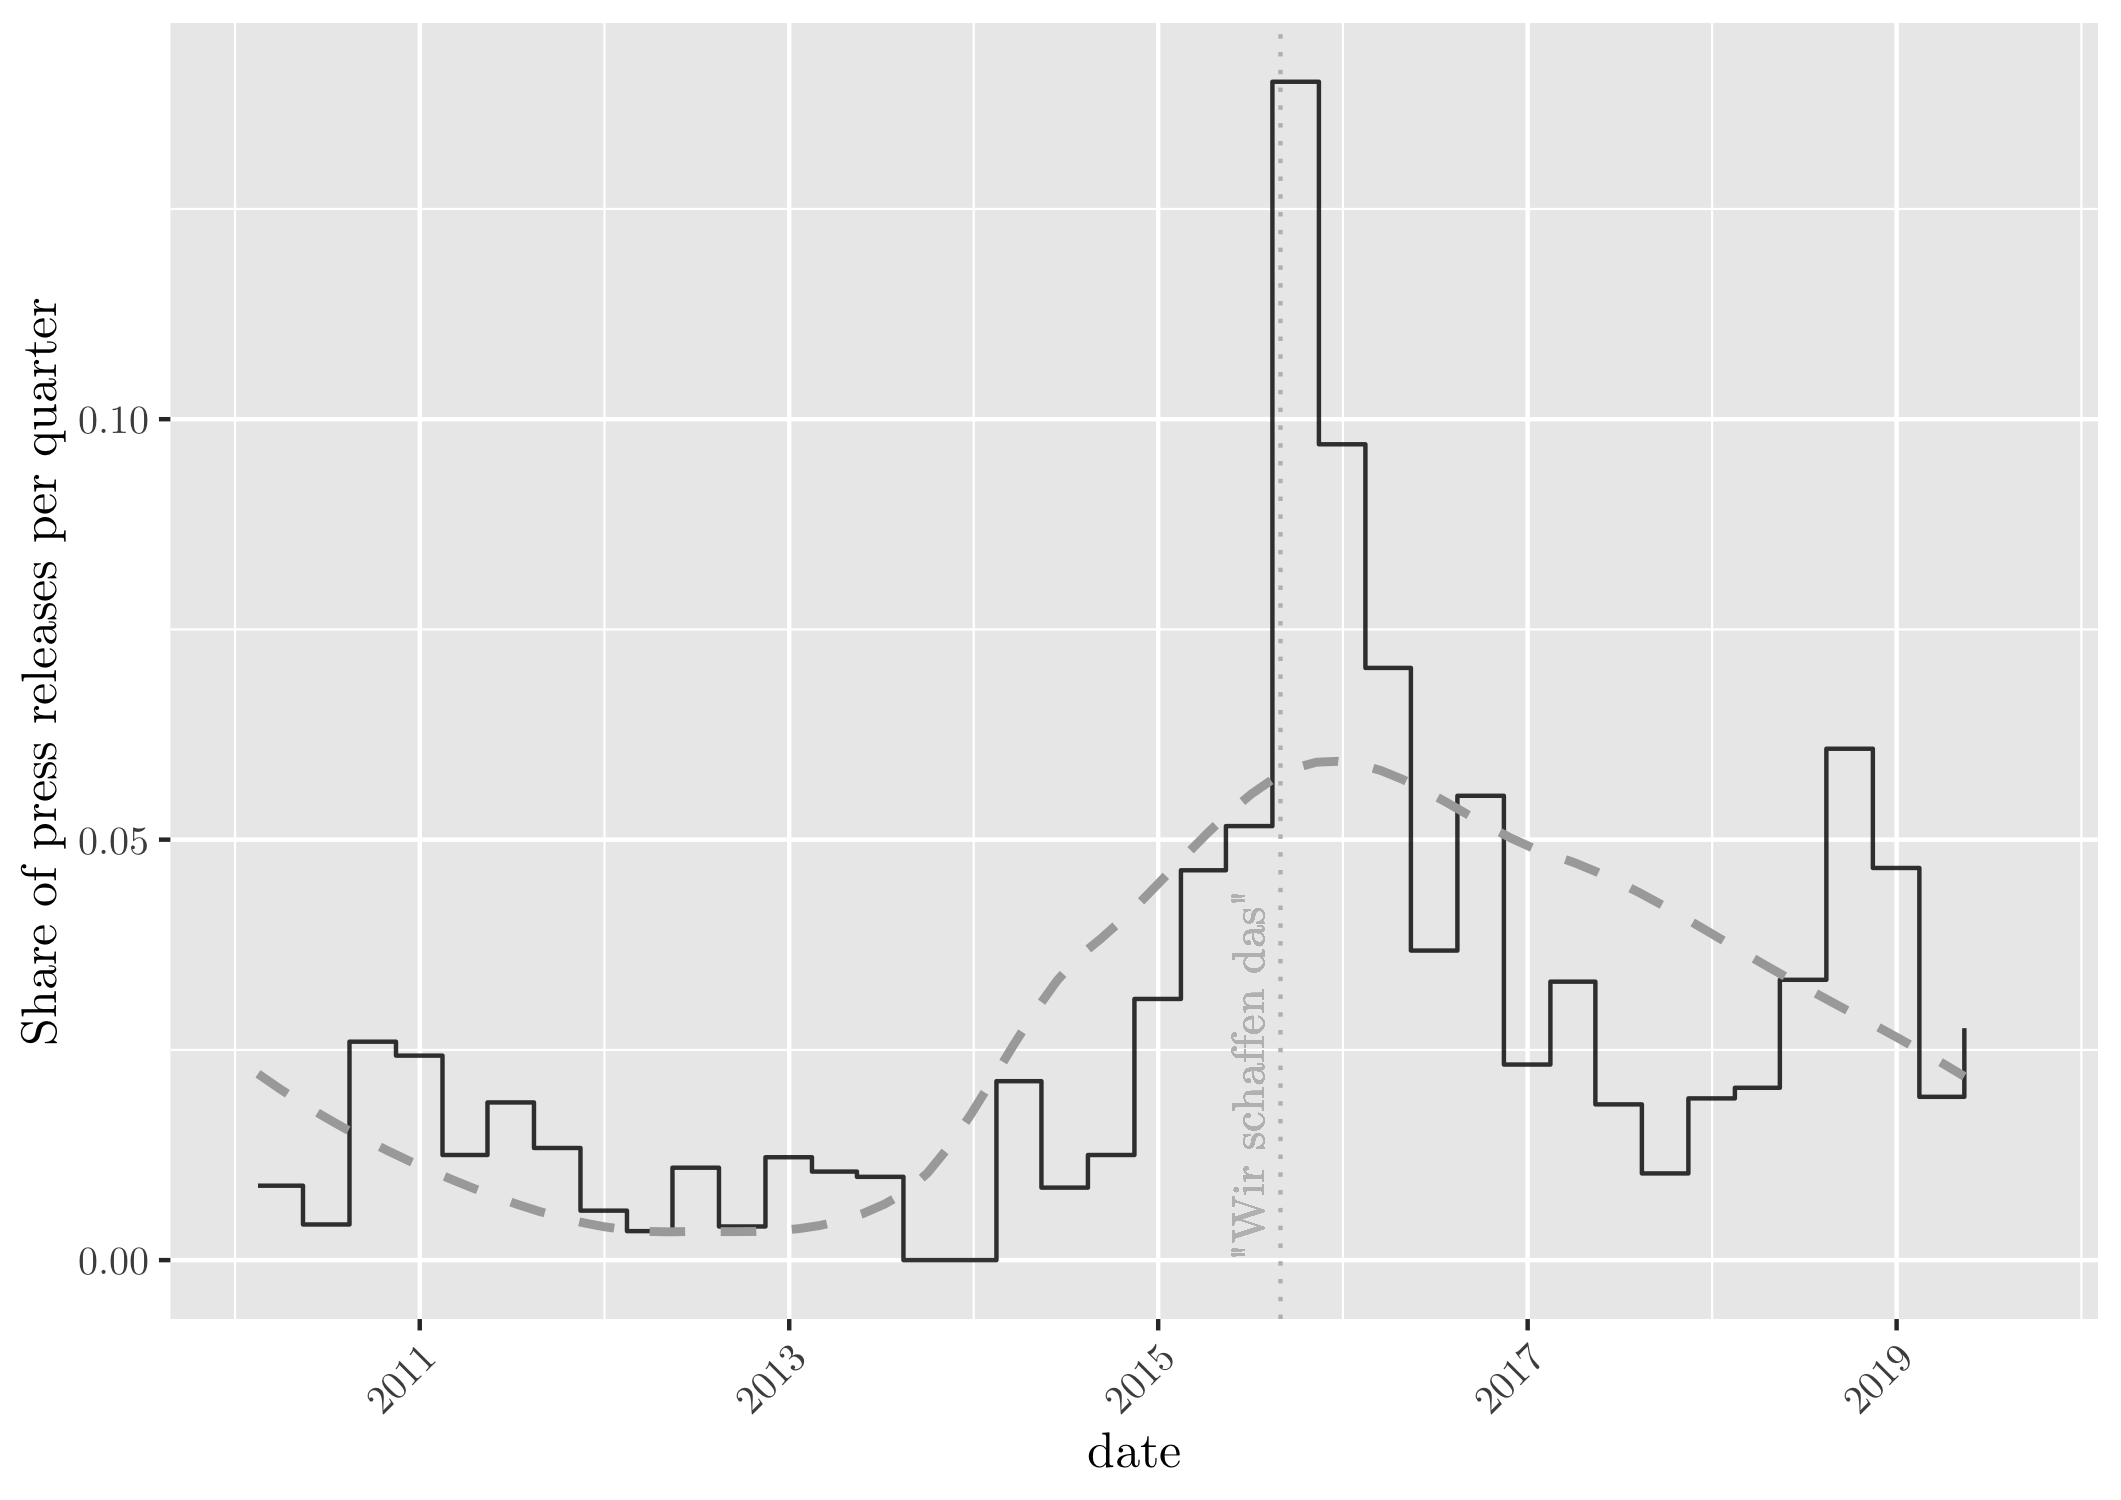 Share of press releases per quarter
0.10
0.05
0.00
"Wir schaffen das"
2011
2013
2015
2017
2019
date